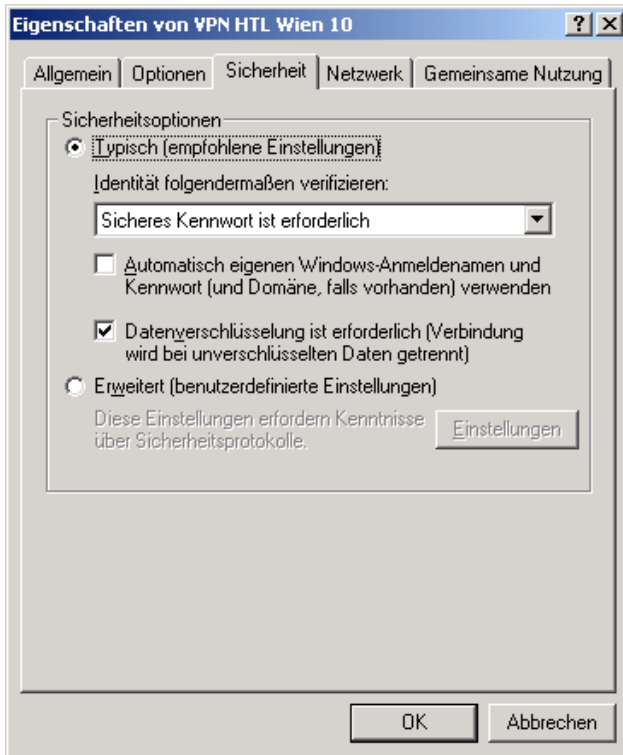 Eigenschaften von VPN HTL Wien 10
Allgemein Optionen Sicherheit Netzwerk Gemeinsame Nutzung
Sicherheitsoptionen
Typisch (empfohlene Einstellungen)
Identität folgendermaßen verifizieren:
Sicheres Kennwort ist erforderlich
Automatisch eigenen Windows-Anmeldenamen und
Kennwort (und Domäne, falls vorhanden) verwenden
Datenverschlüsselung ist erforderlich (Verbindung
wird bei unverschlüsselten Daten getrennt)
Erweitert (benutzerdefinierte Einstellungen)
Diese Einstellungen erfordern Kenntnisse
über Sicherheitsprotokolle.
Einstellungen
OK Abbrechen